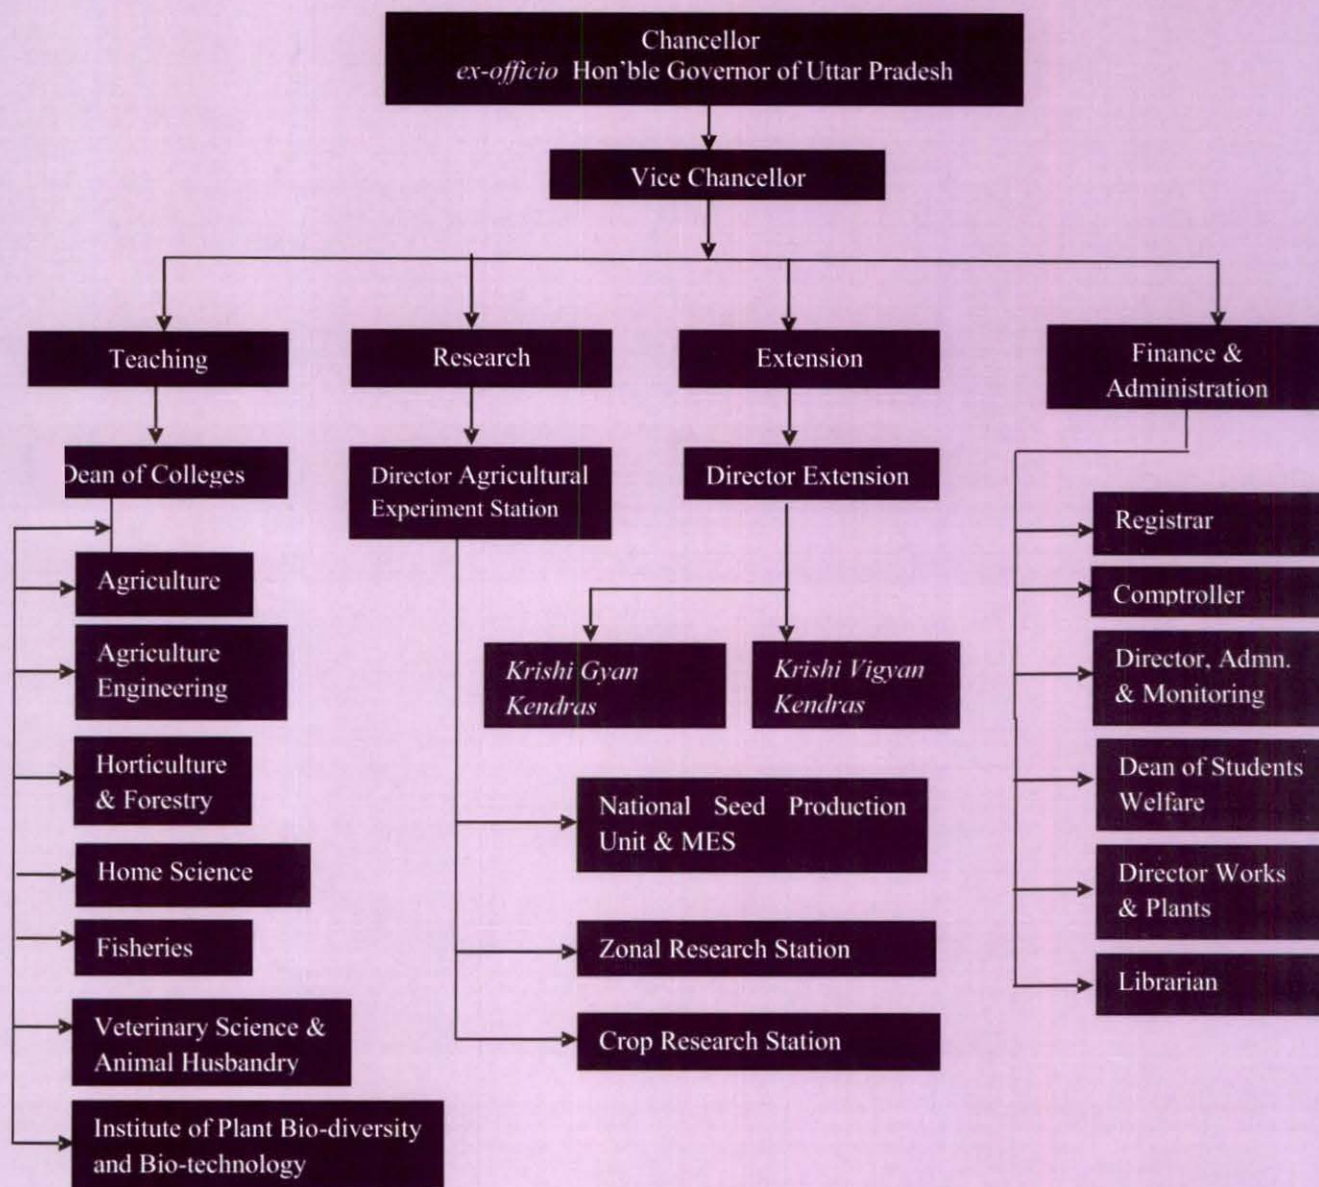 Chancellor
ex-officio Hon'ble Governor of Uttar Pradesh
Vice Chancellor
Teaching
Research
Extension
Finance &
Administration
Dean of Colleges
Director Agricultural
Experiment Station
Director Extension
Agriculture
Agriculture
Engineering
Horticulture
& Forestry
Home Science
Fisheries
Veterinary Science &
Animal Husbandry
Institute of Plant Bio-diversity
and Bio-technology
Krishi Gyan
Kendras
Krishi Vigyan
Kendras
National Seed Production
Unit & MES
Zonal Research Station
Crop Research Station
Registrar
Comptroller
Director, Admn.
& Monitoring
Dean of Students
Welfare
Director Works
& Plants
Librarian